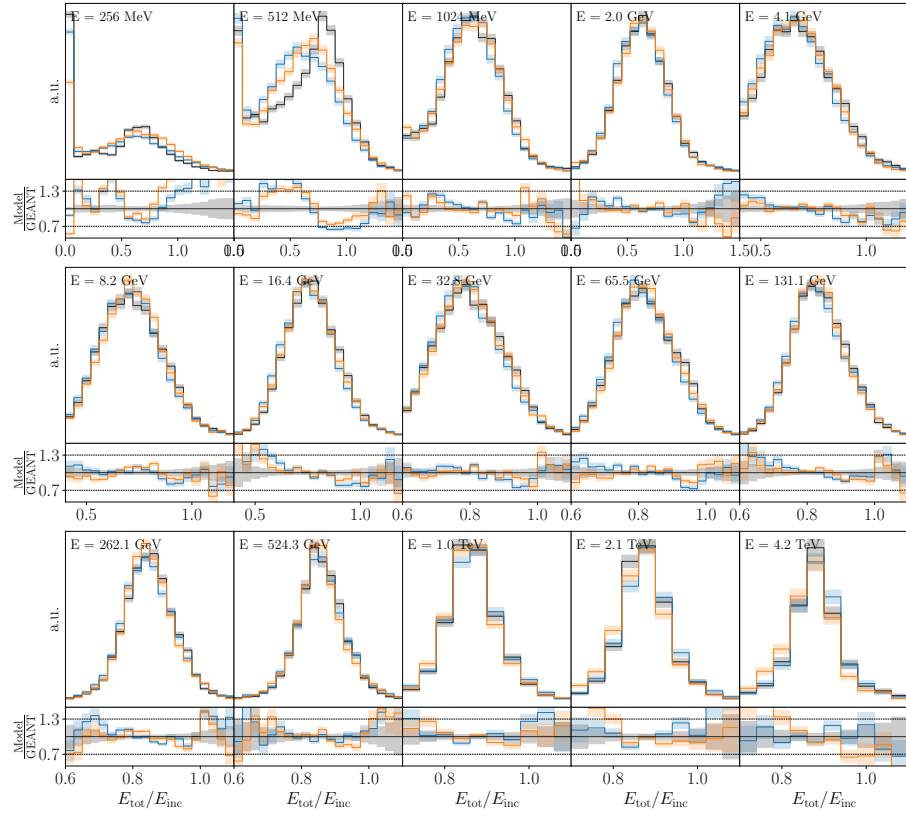 E = 256 MeV
E = 512 MeV
E = 1024 MeV
E = 2.0 GeV
E = 4.1 GeV
a.u.
Model
GEANT
1.3
0.7
0.0 0.5 1.0 1.5
0.5 1.0 1.5
0.5 1.0 1.5
0.5 1.0 1.5
0.5 1.0
E = 8.2 GeV
E = 16.4 GeV
E = 32.8 GeV
E = 65.5 GeV
E = 131.1 GeV
a.u.
Model
GEANT
1.3
0.7
0.5 1.0
0.5 1.0
0.6 0.8 1.0
0.6 0.8 1.0
0.6 0.8 1.0
E = 262.1 GeV
E = 524.3 GeV
E = 1.0 TeV
E = 2.1 TeV
E = 4.2 TeV
a.u.
Model
GEANT
1.3
0.7
0.6 0.8 1.0
0.6 0.8 1.0
0.8 1.0
0.8 1.0
0.8 1.0
E_tot/E_inc
E_tot/E_inc
E_tot/E_inc
E_tot/E_inc
E_tot/E_inc